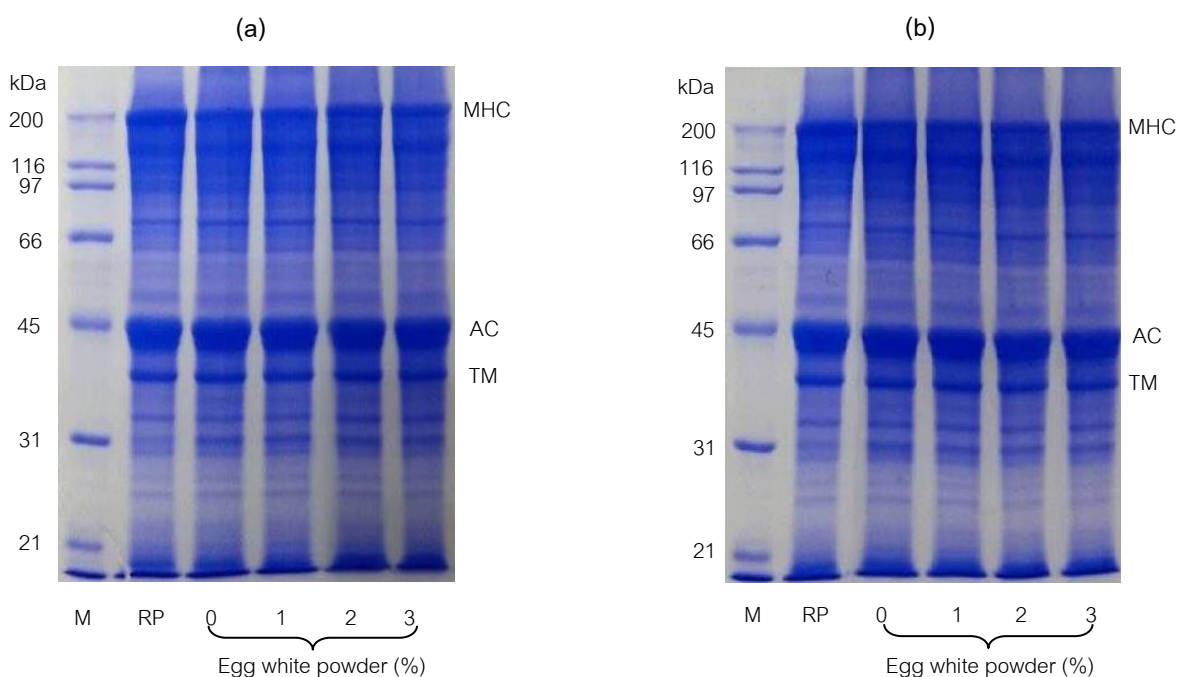 (a)
kDa
200
116
97
66
45
31
21
MHC
AC
TM
M RP 0 1 2 3
Egg white powder (%)
(b)
kDa
200
116
97
66
45
31
21
MHC
AC
TM
M RP 0 1 2 3
Egg white powder (%)